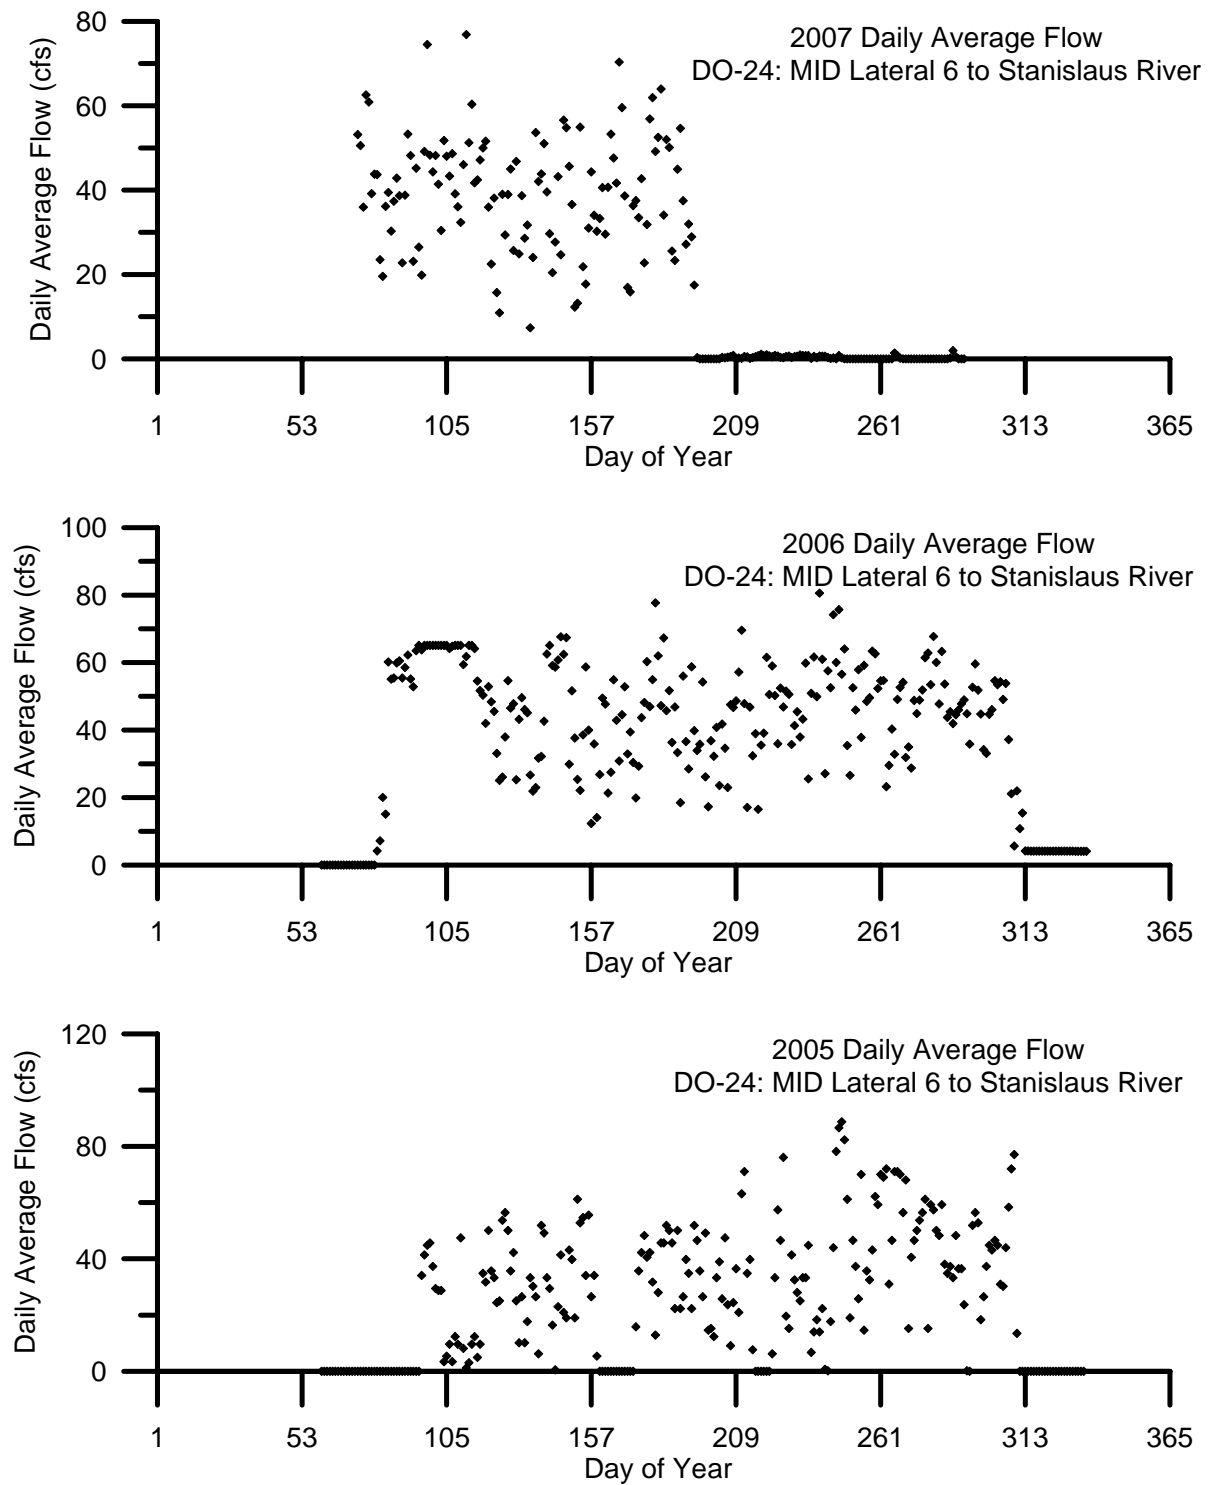 2007 Daily Average Flow
DO-24: MID Lateral 6 to Stanislaus River
Daily Average Flow (cfs)
80
60
40
20
0
1 53 105 157 209 261 313 365
Day of Year
2006 Daily Average Flow
DO-24: MID Lateral 6 to Stanislaus River
Daily Average Flow (cfs)
100
80
60
40
20
0
1 53 105 157 209 261 313 365
Day of Year
2005 Daily Average Flow
DO-24: MID Lateral 6 to Stanislaus River
Daily Average Flow (cfs)
120
80
40
0
1 53 105 157 209 261 313 365
Day of Year